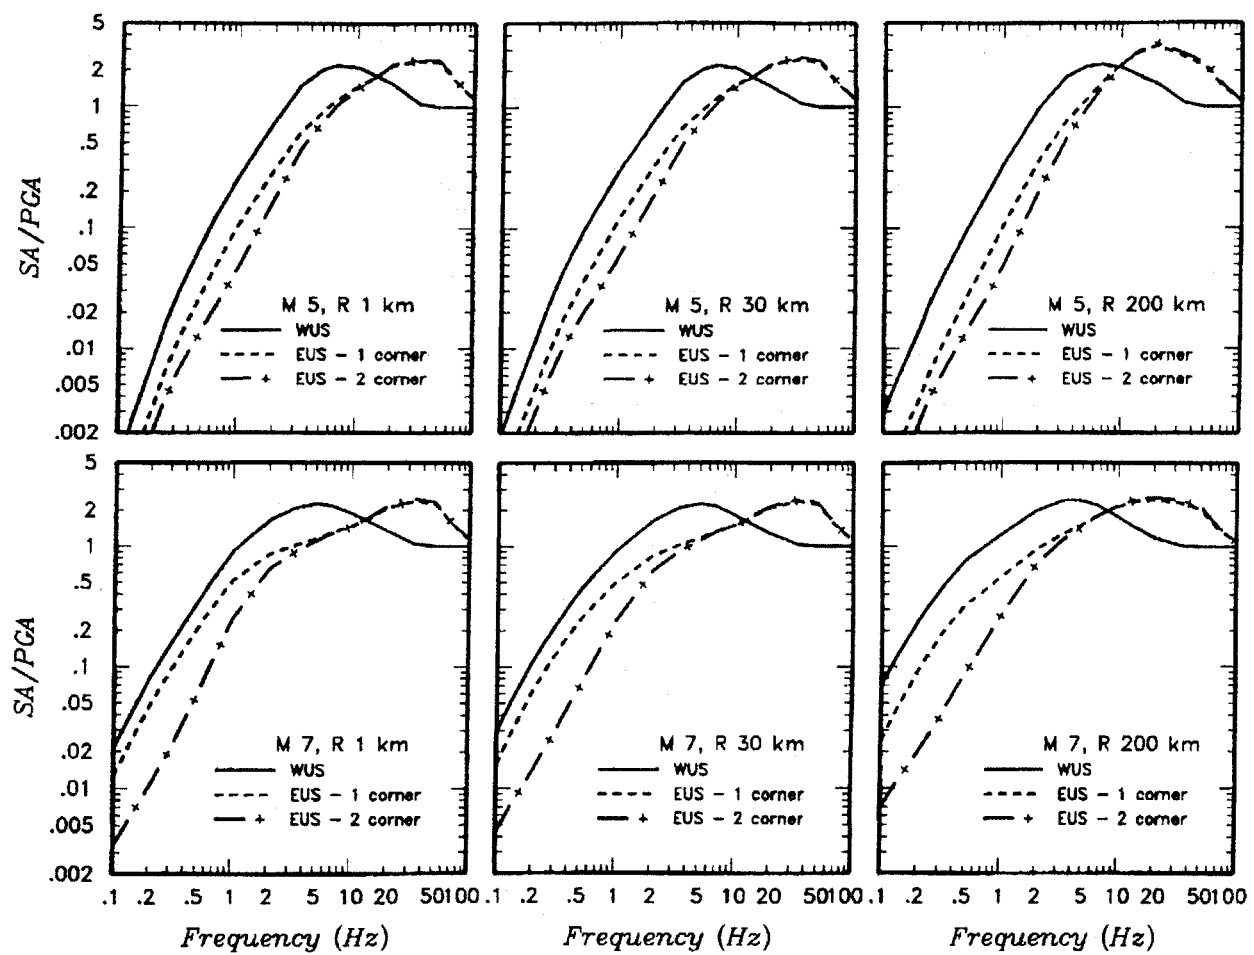 SA/PGA
5
2
1
.5
.2
.1
.05
.02
.01
.005
.002
M 5, R 1 km
WUS
EUS - 1 corner
EUS - 2 corner
M 5, R 30 km
WUS
EUS - 1 corner
EUS - 2 corner
M 5, R 200 km
WUS
EUS - 1 corner
EUS - 2 corner
SA/PGA
5
2
1
.5
.2
.1
.05
.02
.01
.005
.002
M 7, R 1 km
WUS
EUS - 1 corner
EUS - 2 corner
M 7, R 30 km
WUS
EUS - 1 corner
EUS - 2 corner
M 7, R 200 km
WUS
EUS - 1 corner
EUS - 2 corner
.1 .2 .5 1 2 5 10 20 50 100 .1 .2 .5 1 2 5 10 20 50 100 .1 .2 .5 1 2 5 10 20 50 100
Frequency (Hz) Frequency (Hz) Frequency (Hz)